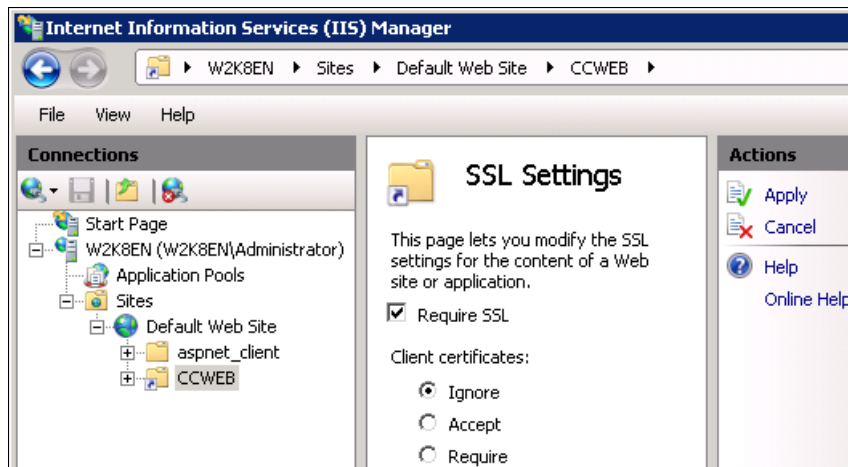 Internet Information Services (IIS) Manager
W2K8EN Sites Default Web Site CCWEB
File View Help
Connections
Start Page
W2K8EN (W2K8EN\Administrator)
Application Pools
Sites
Default Web Site
aspnet_client
CCWEB
SSL Settings
This page lets you modify the SSL
settings for the content of a Web
site or application.
Require SSL
Client certificates:
Ignore
Accept
Require
Actions
Apply
Cancel
Help
Online Help